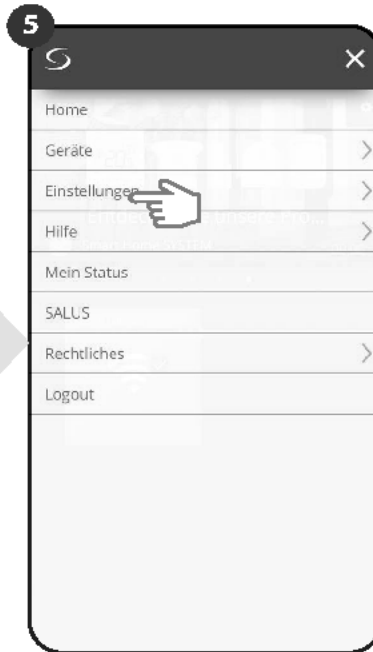 5
Home
Geräte
Einstellungen
Hilfe
Mein Status
SALUS
Rechtliches
Logout